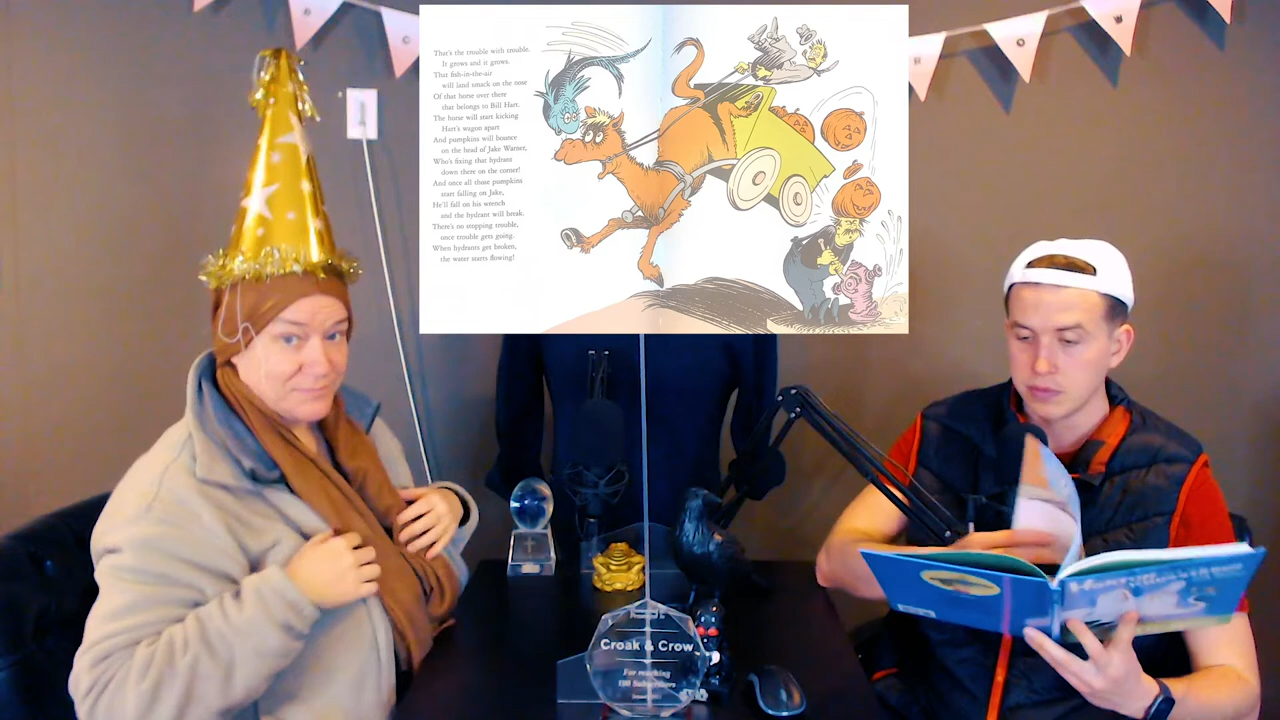 That's the trouble with trouble.
It grows and it grows.
That fish-in-the-air
will land smack on the nose
Of that horse over there
that belongs to Bill Hart.
The horse will start kicking
Hart's wagon apart
And pumpkins will bounce
on the head of Jake Warner,
Who's fixing that hydrant
down there on the corner!
And once all those pumpkins
start falling on Jake,
He'll fall on his wrench
and the hydrant will break.
There's no stopping trouble,
once trouble gets going.
When hydrants get broken,
the water starts flowing!
Croak & Crow
For reaching
100 Subscribers